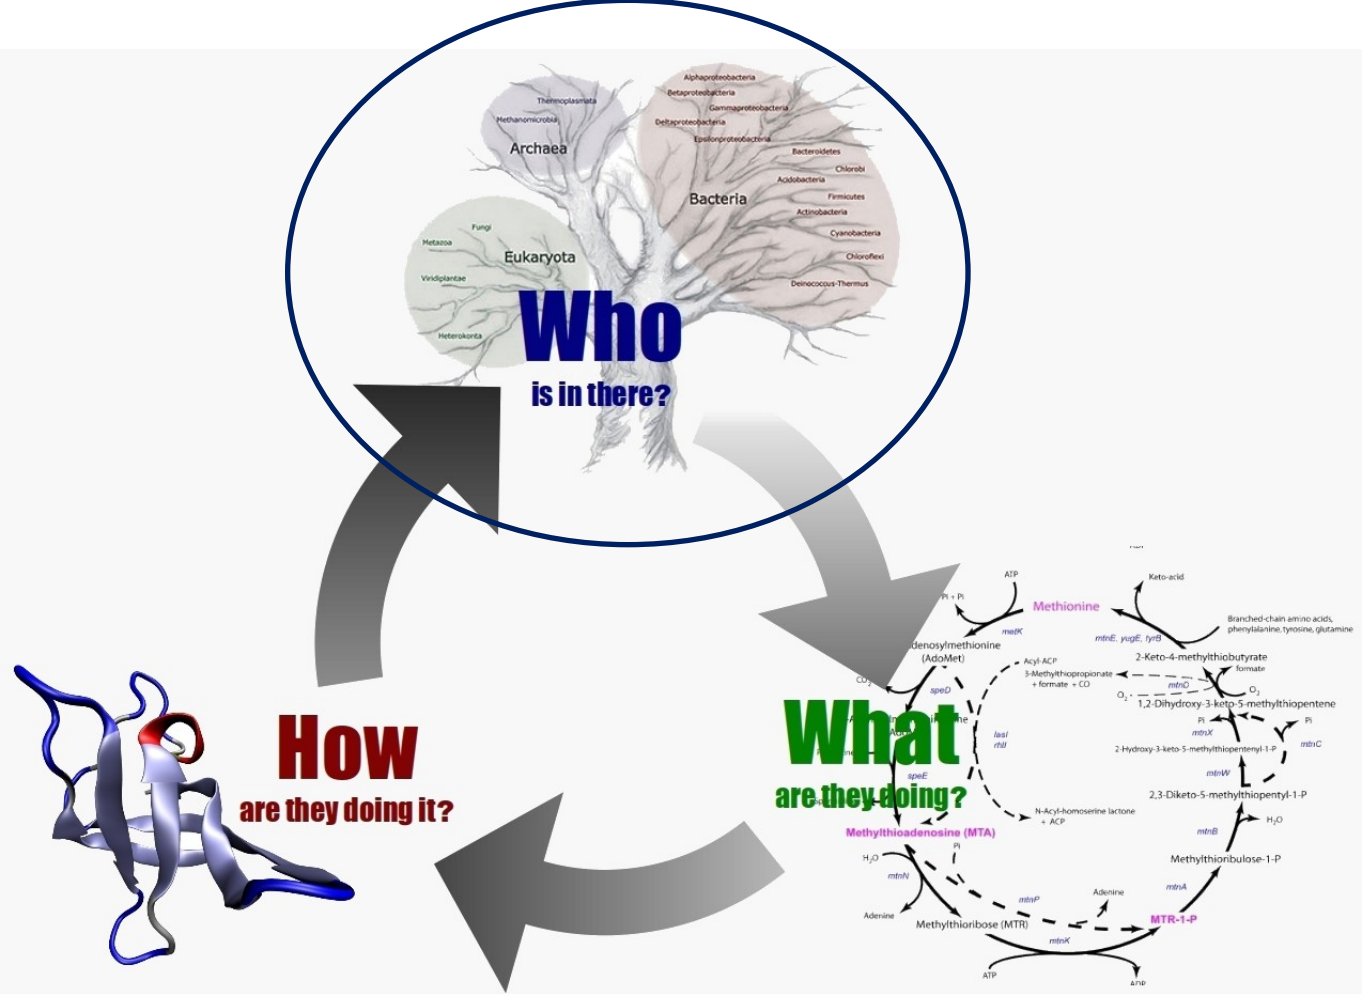 Alphaproteobacteria
Betaproteobacteria
Gammaproteobacteria
Deltaproteobacteria
Epsilonproteobacteria
Bacteroidetes
Chlorobi
Acidobacteria
Firmicutes
Actinobacteria
Cyanobacteria
Chloroflexi
Deinococcus-Thermus
Bacteria
Thermoplasmata
Methanomicrobia
Archaea
Fungi
Metazoa
Eukaryota
Viridiplantae
Heterokonta
Who
is in there?
How
are they doing it?
What
are they doing?
ATP
Pi + Pi
Methionine
Keto-acid
metK
mtnE, yugE, tyrB
Branched-chain amino acids,
phenylalanine, tyrosine, glutamine
denosylmethionine
(AdoMet)
2-Keto-4-methylthiobutyrate
formate
Acyl-ACP
3-Methylthiopropionate
+ formate + CO
mtnD
O2
O2
speD
1,2-Dihydroxy-3-keto-5-methylthiopentene
Pi
mtnX
Pi
mtnC
lasI
rhlI
2-Hydroxy-3-keto-5-methylthiopentenyl-1-P
mtnW
speE
2,3-Diketo-5-methylthiopentyl-1-P
N-Acyl-homoserine lactone
+ ACP
H2O
mtnB
Methylthioadenosine (MTA)
Pi
H2O
mtnN
Methylthioribulose-1-P
mtnA
mtnP
Adenine
Adenine
Methylthioribose (MTR)
MTR-1-P
mtnK
ATP
ADP